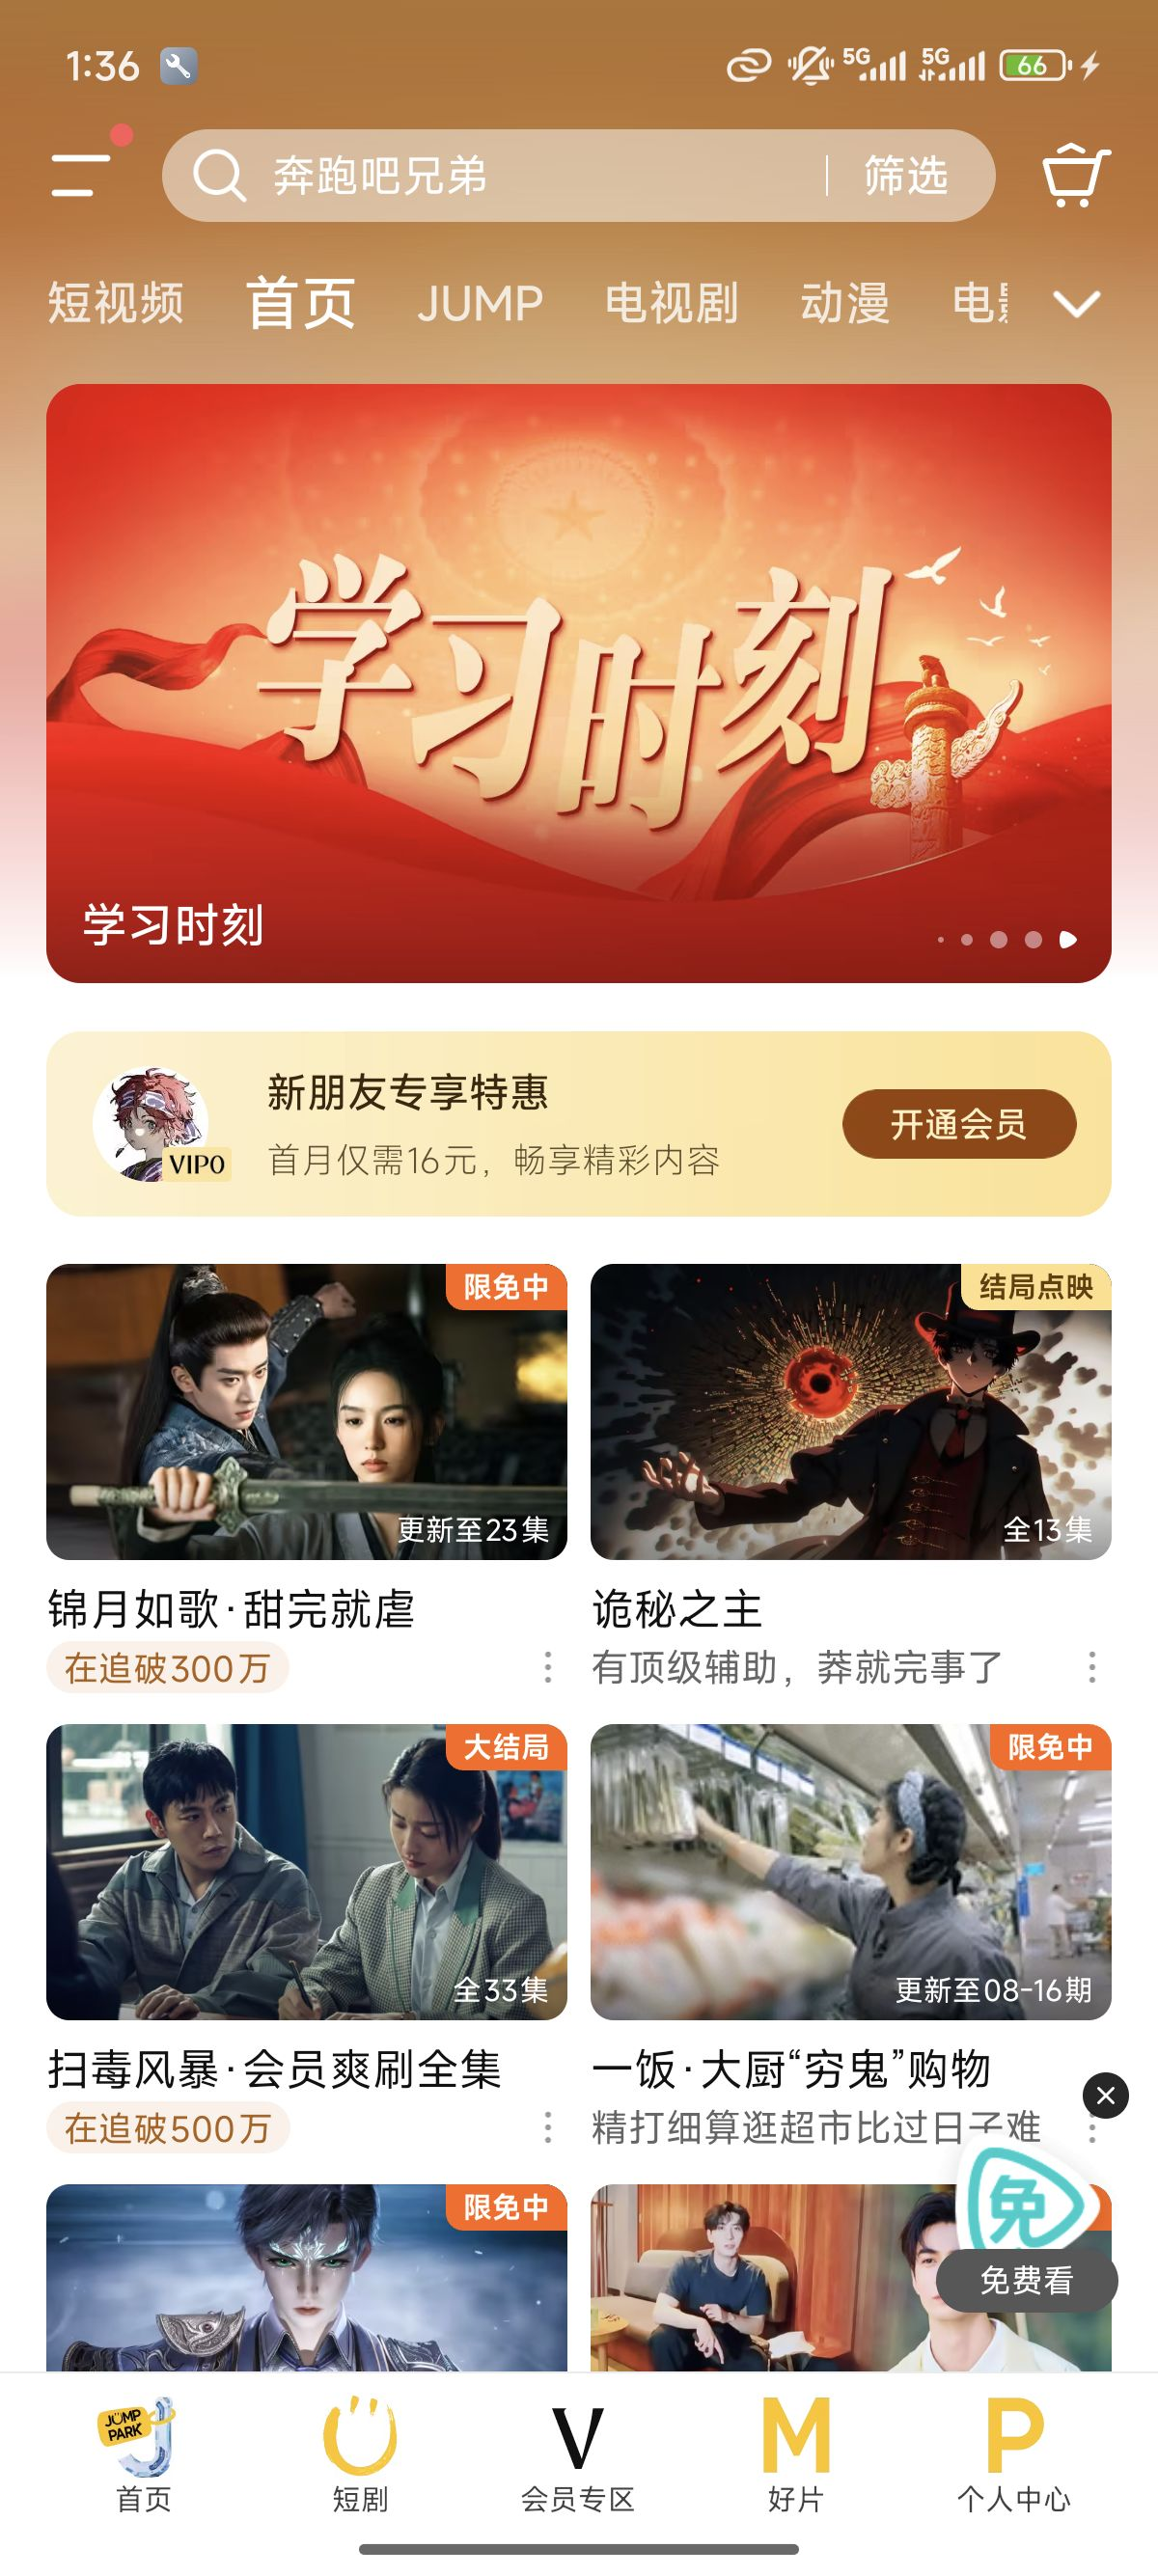 1:36
5G
5G
66
奔跑吧兄弟
筛选
短视频
首页
JUMP
电视剧
动漫
学习时刻
学习时刻
新朋友专享特惠
首月仅需16元，畅享精彩内容
VIP0
开通会员
限免中
更新至23集
结局点映
全13集
锦月如歌·甜完就虐
在追破300万
诡秘之主
有顶级辅助，莽就完事了
大结局
全33集
限免中
更新至08-16期
扫毒风暴·会员爽刷全集
在追破500万
一饭·大厨“穷鬼”购物
精打细算逛超市比过日子难
限免中
免
免费看
JUMP
PARK
首页
短剧
V
会员专区
M
好片
P
个人中心